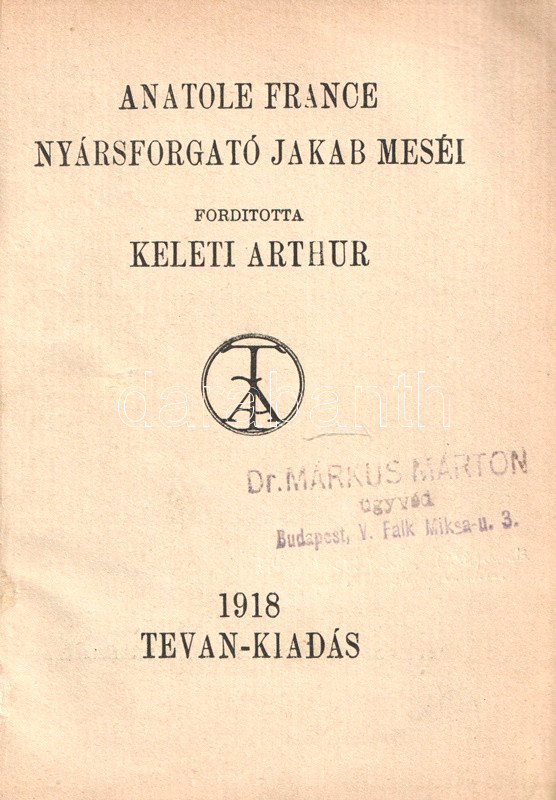 ANATOLE FRANCE
NYÁRSFORGATÓ JAKAB MESÉI
FORDITOTTA
KELETI ARTHUR
darabanth
Dr. MÁRKUS MÁRTON
ügyvéd
Budapest, V. Falk Miksa-u. 3.
1918
TEVAN-KIADÁS